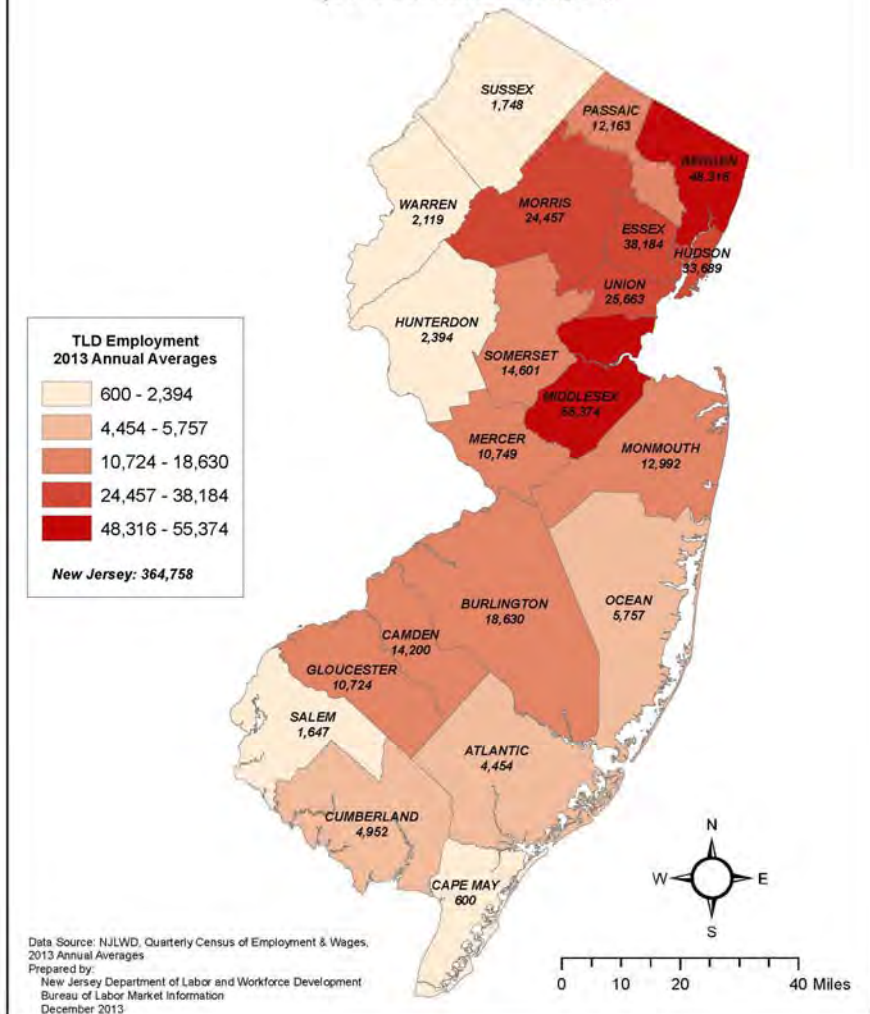 SUSSEX
1,748
PASSAIC
12,163
BERGEN
48,316
WARREN
2,119
MORRIS
24,457
ESSEX
38,184
HUDSON
33,689
UNION
25,663
HUNTERDON
2,394
SOMERSET
14,601
MIDDLESEX
55,374
MERCER
10,749
MONMOUTH
12,992
TLD Employment
2013 Annual Averages
600 - 2,394
4,454 - 5,757
10,724 - 18,630
24,457 - 38,184
48,316 - 55,374
New Jersey: 364,758
OCEAN
5,757
BURLINGTON
18,630
CAMDEN
14,200
GLOUCESTER
10,724
SALEM
1,647
ATLANTIC
4,454
CUMBERLAND
4,952
CAPE MAY
600
N
W
E
S
Data Source: NJLWD, Quarterly Census of Employment & Wages,
2013 Annual Averages
Prepared by:
New Jersey Department of Labor and Workforce Development
Bureau of Labor Market Information
December 2013
0 10 20 40 Miles